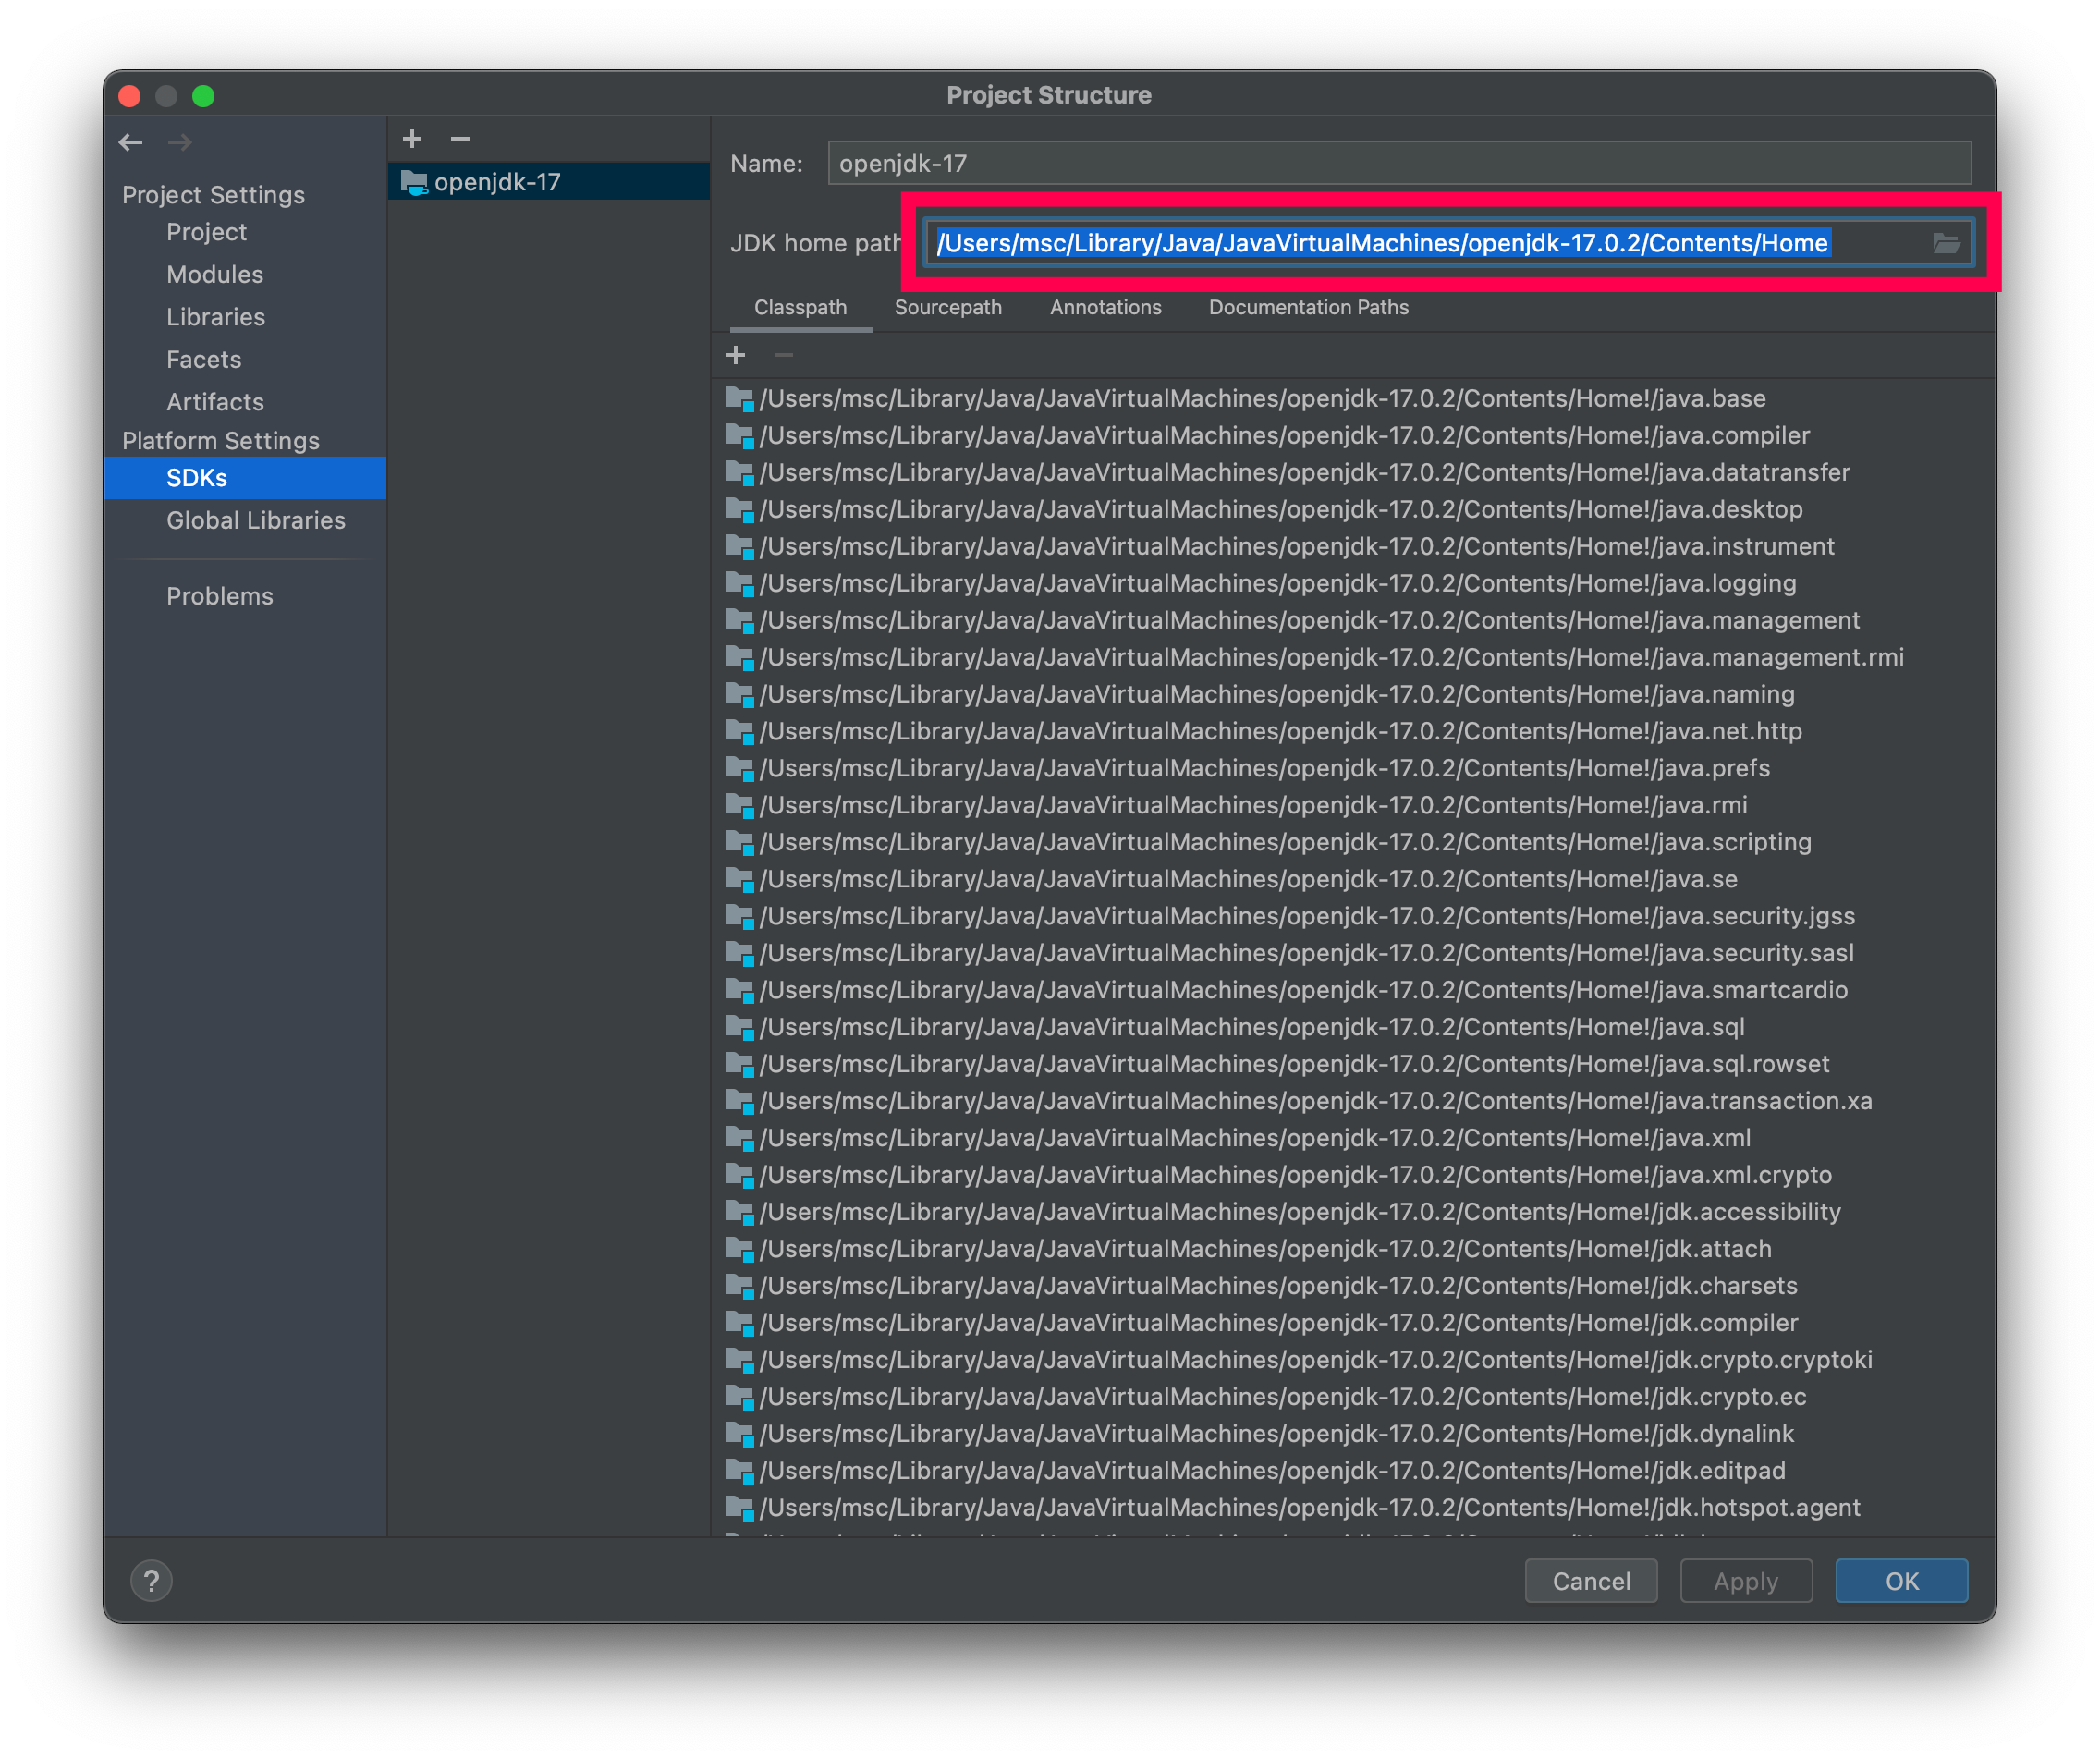 Project Structure
Project Settings
Project
Modules
Libraries
Facets
Artifacts
Platform Settings
SDKs
Global Libraries
Problems
openjdk-17
Name: openjdk-17
JDK home path /Users/msc/Library/Java/JavaVirtualMachines/openjdk-17.0.2/Contents/Home
Classpath Sourcepath Annotations Documentation Paths
/Users/msc/Library/Java/JavaVirtualMachines/openjdk-17.0.2/Contents/Home!/java.base
/Users/msc/Library/Java/JavaVirtualMachines/openjdk-17.0.2/Contents/Home!/java.compiler
/Users/msc/Library/Java/JavaVirtualMachines/openjdk-17.0.2/Contents/Home!/java.datatransfer
/Users/msc/Library/Java/JavaVirtualMachines/openjdk-17.0.2/Contents/Home!/java.desktop
/Users/msc/Library/Java/JavaVirtualMachines/openjdk-17.0.2/Contents/Home!/java.instrument
/Users/msc/Library/Java/JavaVirtualMachines/openjdk-17.0.2/Contents/Home!/java.logging
/Users/msc/Library/Java/JavaVirtualMachines/openjdk-17.0.2/Contents/Home!/java.management
/Users/msc/Library/Java/JavaVirtualMachines/openjdk-17.0.2/Contents/Home!/java.management.rmi
/Users/msc/Library/Java/JavaVirtualMachines/openjdk-17.0.2/Contents/Home!/java.naming
/Users/msc/Library/Java/JavaVirtualMachines/openjdk-17.0.2/Contents/Home!/java.net.http
/Users/msc/Library/Java/JavaVirtualMachines/openjdk-17.0.2/Contents/Home!/java.prefs
/Users/msc/Library/Java/JavaVirtualMachines/openjdk-17.0.2/Contents/Home!/java.rmi
/Users/msc/Library/Java/JavaVirtualMachines/openjdk-17.0.2/Contents/Home!/java.scripting
/Users/msc/Library/Java/JavaVirtualMachines/openjdk-17.0.2/Contents/Home!/java.se
/Users/msc/Library/Java/JavaVirtualMachines/openjdk-17.0.2/Contents/Home!/java.security.jgss
/Users/msc/Library/Java/JavaVirtualMachines/openjdk-17.0.2/Contents/Home!/java.security.sasl
/Users/msc/Library/Java/JavaVirtualMachines/openjdk-17.0.2/Contents/Home!/java.smartcardio
/Users/msc/Library/Java/JavaVirtualMachines/openjdk-17.0.2/Contents/Home!/java.sql
/Users/msc/Library/Java/JavaVirtualMachines/openjdk-17.0.2/Contents/Home!/java.sql.rowset
/Users/msc/Library/Java/JavaVirtualMachines/openjdk-17.0.2/Contents/Home!/java.transaction.xa
/Users/msc/Library/Java/JavaVirtualMachines/openjdk-17.0.2/Contents/Home!/java.xml
/Users/msc/Library/Java/JavaVirtualMachines/openjdk-17.0.2/Contents/Home!/java.xml.crypto
/Users/msc/Library/Java/JavaVirtualMachines/openjdk-17.0.2/Contents/Home!/jdk.accessibility
/Users/msc/Library/Java/JavaVirtualMachines/openjdk-17.0.2/Contents/Home!/jdk.attach
/Users/msc/Library/Java/JavaVirtualMachines/openjdk-17.0.2/Contents/Home!/jdk.charsets
/Users/msc/Library/Java/JavaVirtualMachines/openjdk-17.0.2/Contents/Home!/jdk.compiler
/Users/msc/Library/Java/JavaVirtualMachines/openjdk-17.0.2/Contents/Home!/jdk.crypto.cryptoki
/Users/msc/Library/Java/JavaVirtualMachines/openjdk-17.0.2/Contents/Home!/jdk.crypto.ec
/Users/msc/Library/Java/JavaVirtualMachines/openjdk-17.0.2/Contents/Home!/jdk.dynalink
/Users/msc/Library/Java/JavaVirtualMachines/openjdk-17.0.2/Contents/Home!/jdk.editpad
/Users/msc/Library/Java/JavaVirtualMachines/openjdk-17.0.2/Contents/Home!/jdk.hotspot.agent
? Cancel Apply OK